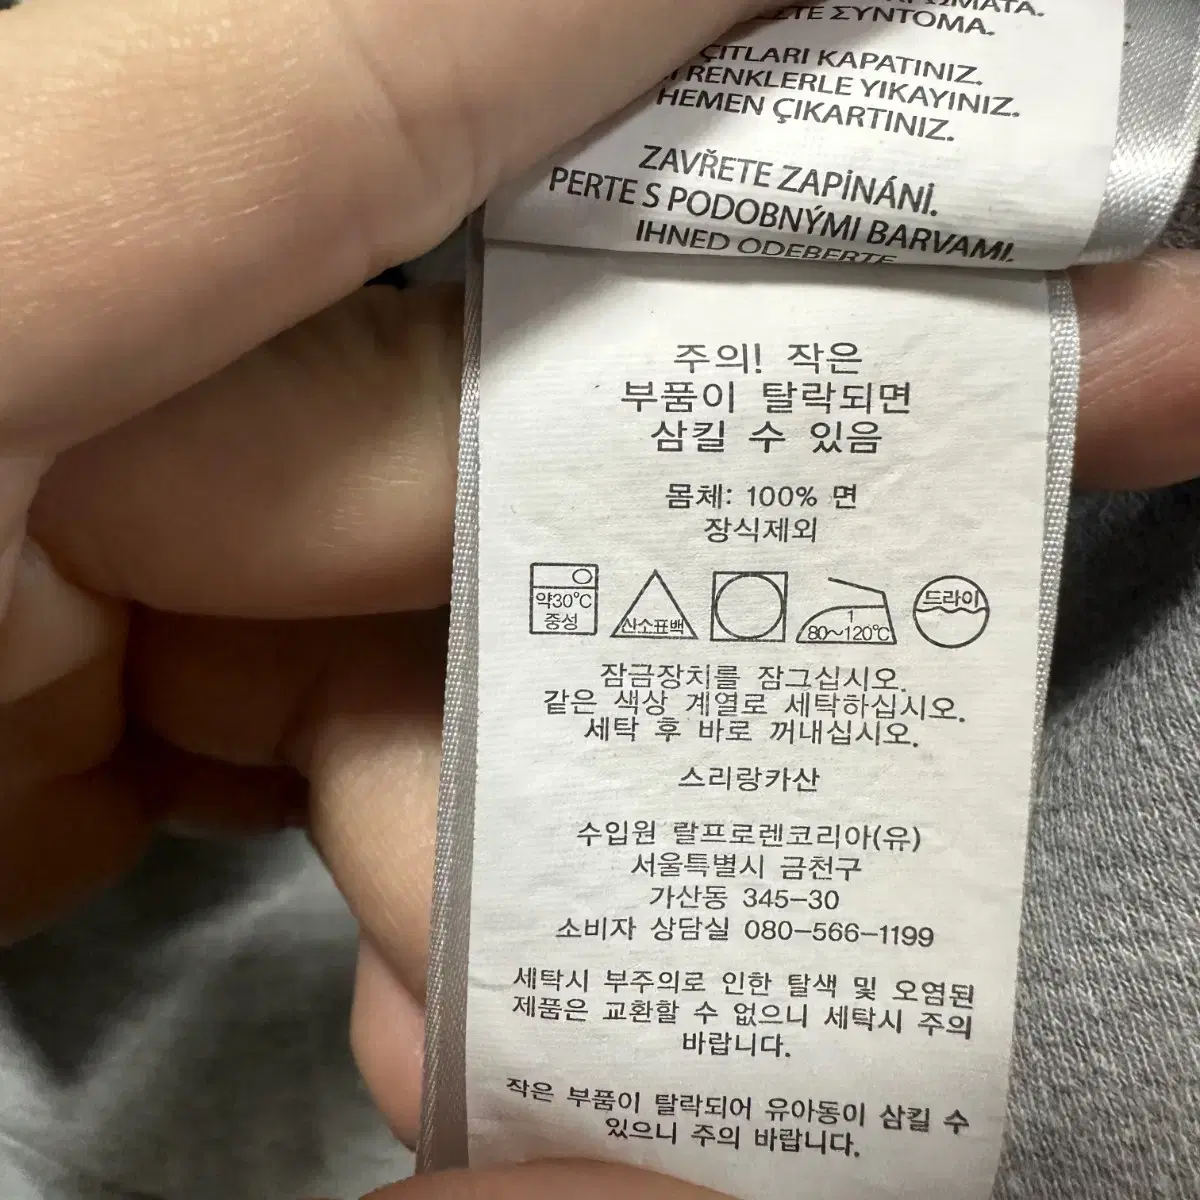 ΣΥΝΤΟΜΑ.
KAPATINIZ.
RENKLERLE YIKAYINIZ.
HEMEN ÇIKARTINIZ.
ZAVŘETE ZAPÍNÁNÍ.
PERTE S PODOBNÝMI BARVAMI.
IHNED ODEBERTE
주의! 작은
부품이 탈락되면
삼킬 수 있음
몸체: 100% 면
장식제외
약30°C
중성
산소표백
1
80~120°C
드라이
잠금장치를 잠그십시오.
같은 색상 계열로 세탁하십시오.
세탁 후 바로 꺼내십시오.
스리랑카산
수입원 랄프로렌코리아(유)
서울특별시 금천구
가산동 345-30
소비자 상담실 080-566-1199
세탁시 부주의로 인한 탈색 및 오염된
제품은 교환할 수 없으니 세탁시 주의
바랍니다.
작은 부품이 탈락되어 유아동이 삼킬 수
있으니 주의 바랍니다.